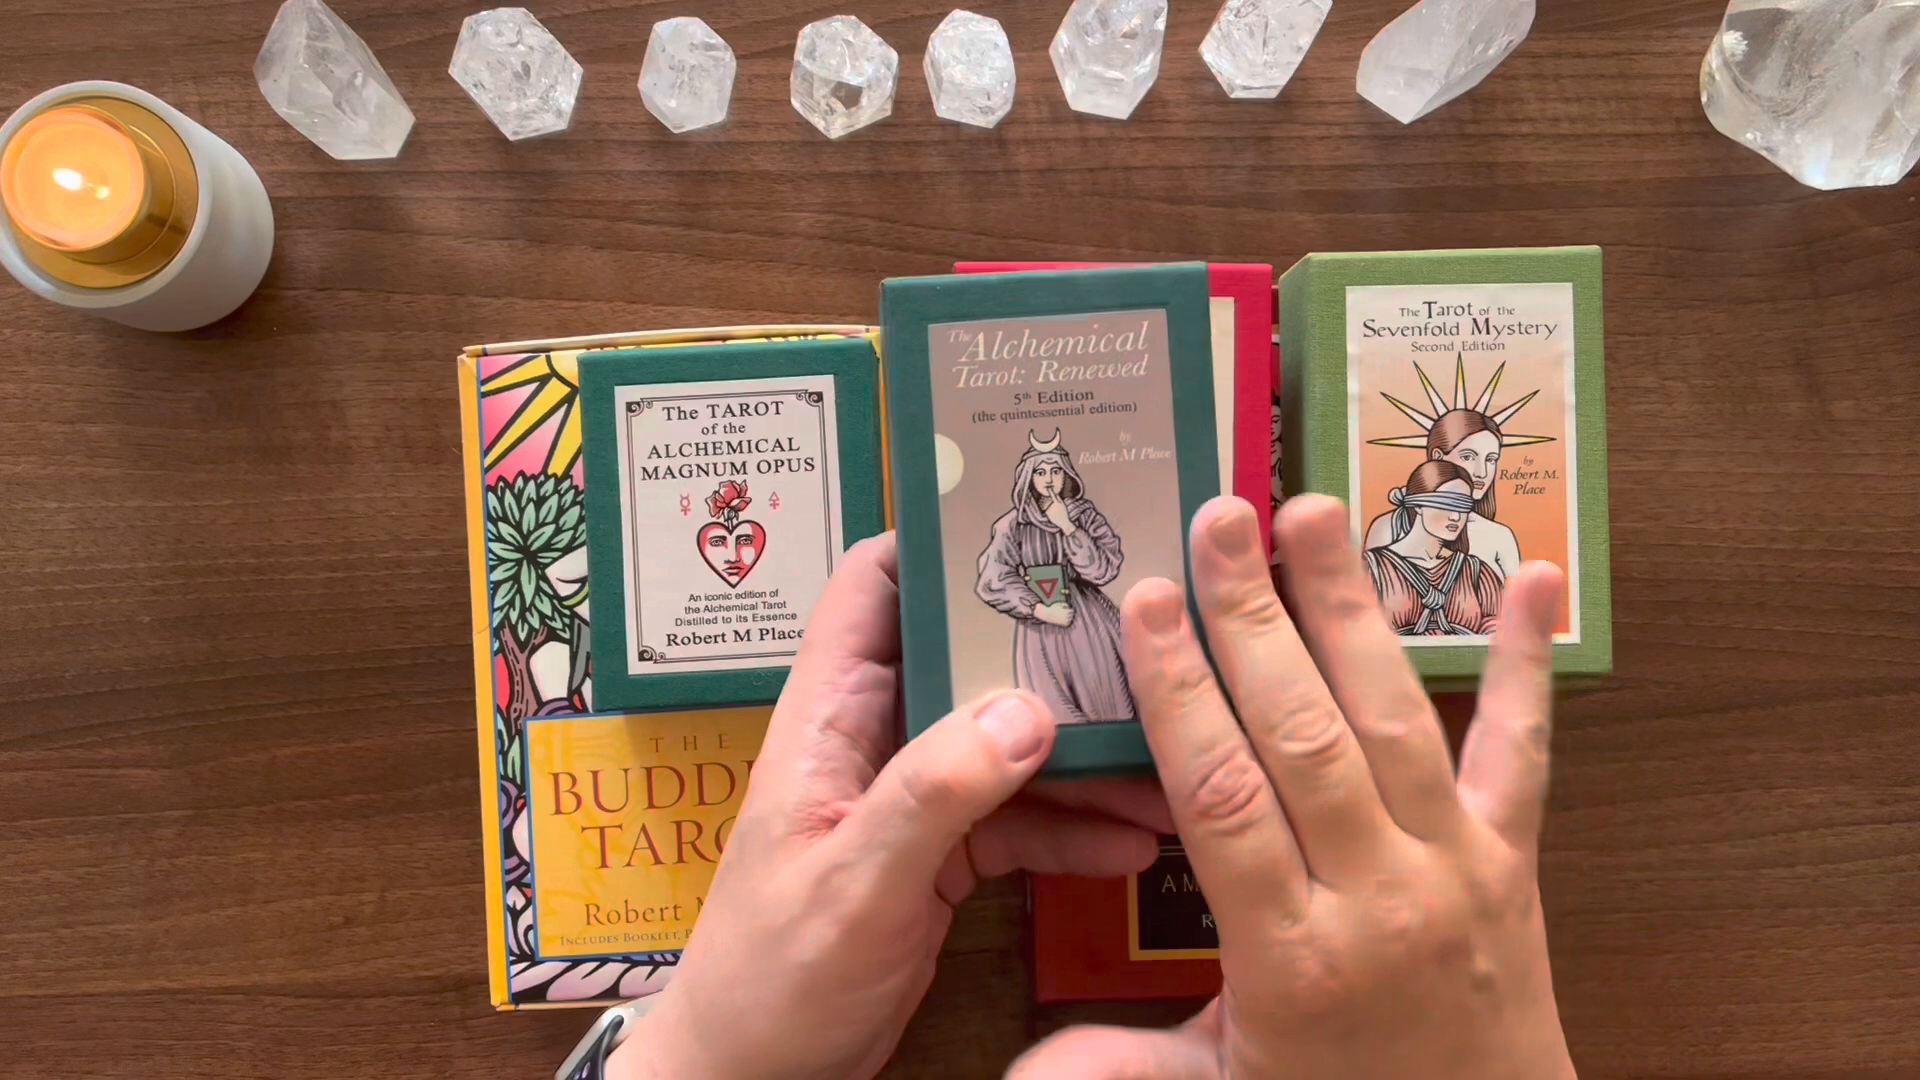 The TAROT
of the
ALCHEMICAL
MAGNUM OPUS
An iconic edition of
the Alchemical Tarot
Distilled to its Essence
Robert M Place
The Alchemical
Tarot: Renewed
5th Edition
(the quintessential edition)
by
Robert M Place
The Tarot of the
Sevenfold Mystery
Second Edition
by
Robert M.
Place
THE
BUDD
TARO
Robert
INCLUDES BOOKLET,
A M
R